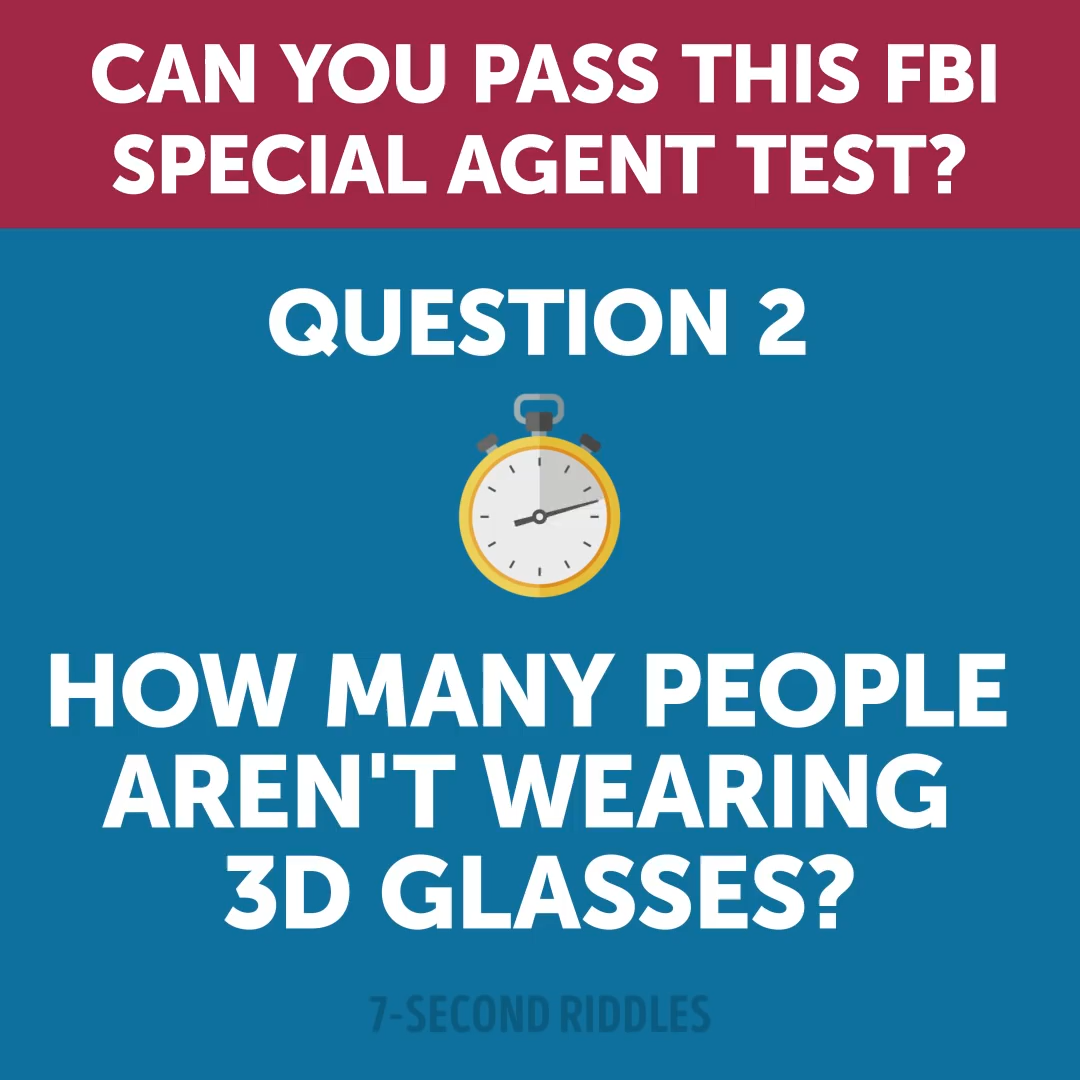 CAN YOU PASS THIS FBI
SPECIAL AGENT TEST?
QUESTION 2
HOW MANY PEOPLE
AREN'T WEARING
3D GLASSES?
7-SECOND RIDDLES